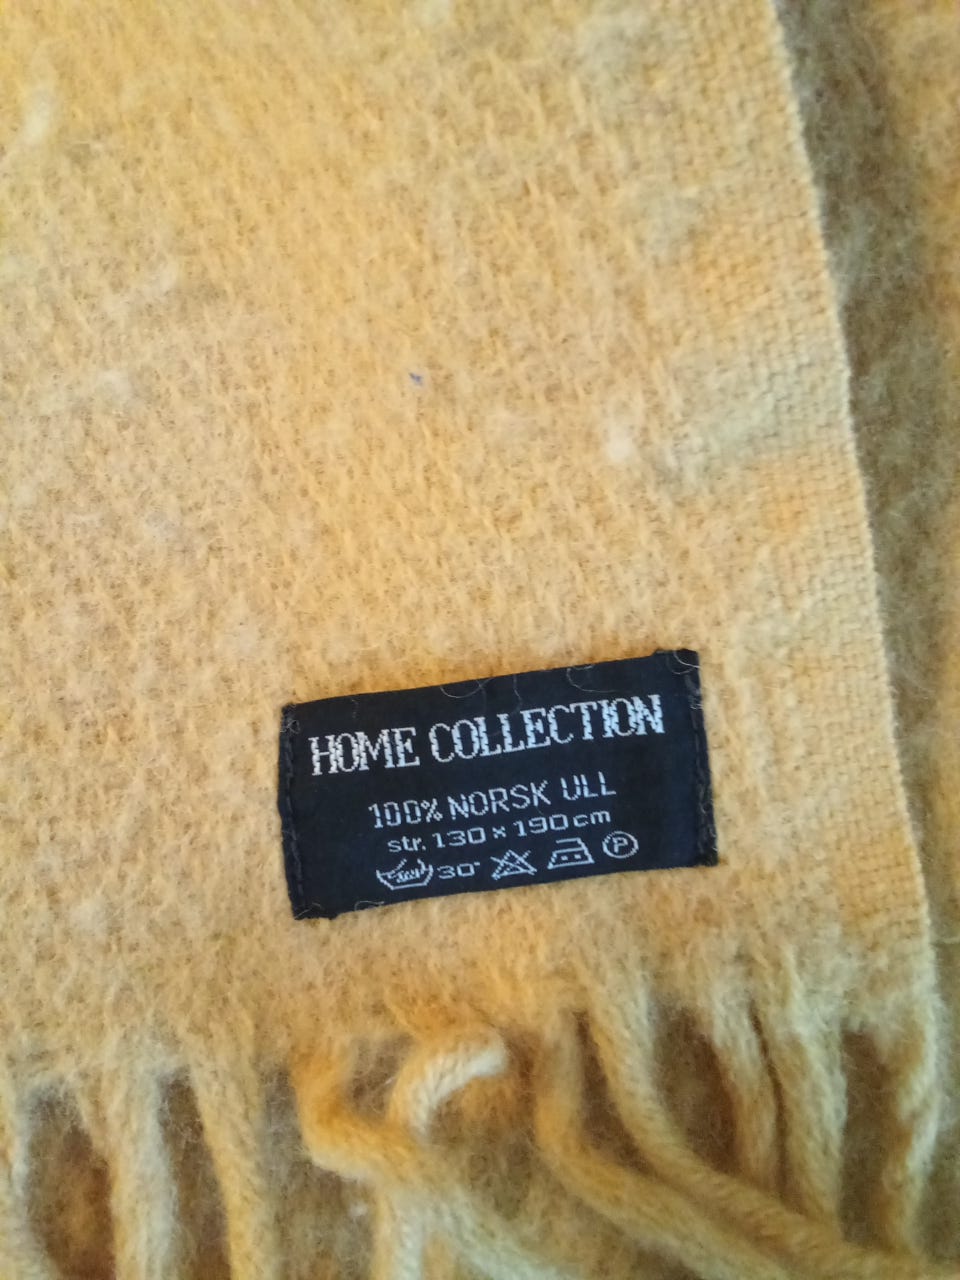 HOME COLLECTION
100% NORSK ULL
str. 130 x 190 cm
30° P